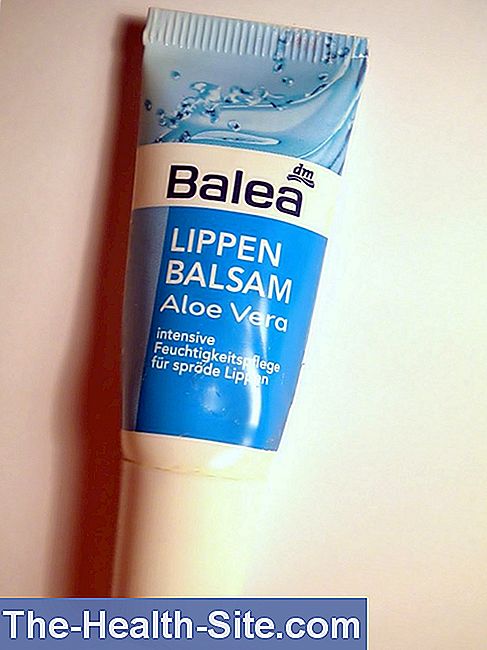 dm
Balea
LIPPEN
BALSAM
Aloe Vera
intensive
Feuchtigkeitspflege
für spröde Lippen
The-Health-Site.com